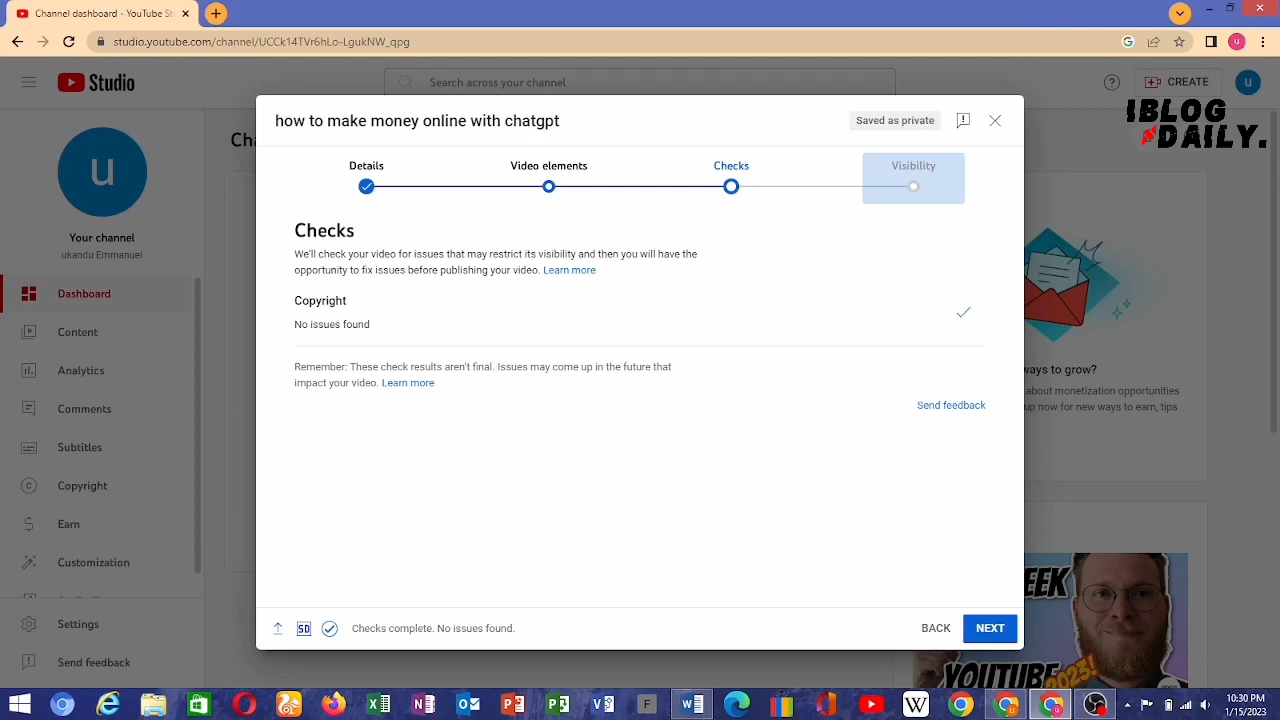 Channel dashboard - YouTube St
studio.youtube.com/channel/UCCk14TVr6hLo-LgukNW_qpg
u
Studio
Search across your channel
CREATE
u
IBLOG
DAILY.
how to make money online with chatgpt
Saved as private
Details
Video elements
Checks
Visibility
u
Your channel
ukandu Emmanuel
Dashboard
Content
Analytics
Comments
Subtitles
Copyright
Earn
Customization
Settings
Send feedback
Ch
Checks
We'll check your video for issues that may restrict its visibility and then you will have the
opportunity to fix issues before publishing your video. Learn more
Copyright
No issues found
Remember: These check results aren't final. Issues may come up in the future that
impact your video. Learn more
Send feedback
SD
Checks complete. No issues found.
BACK
NEXT
ways to grow?
about monetization opportunities
up now for new ways to earn, tips
EEK
YOUTUBE 2023!
10:30 PM
1/15/2023